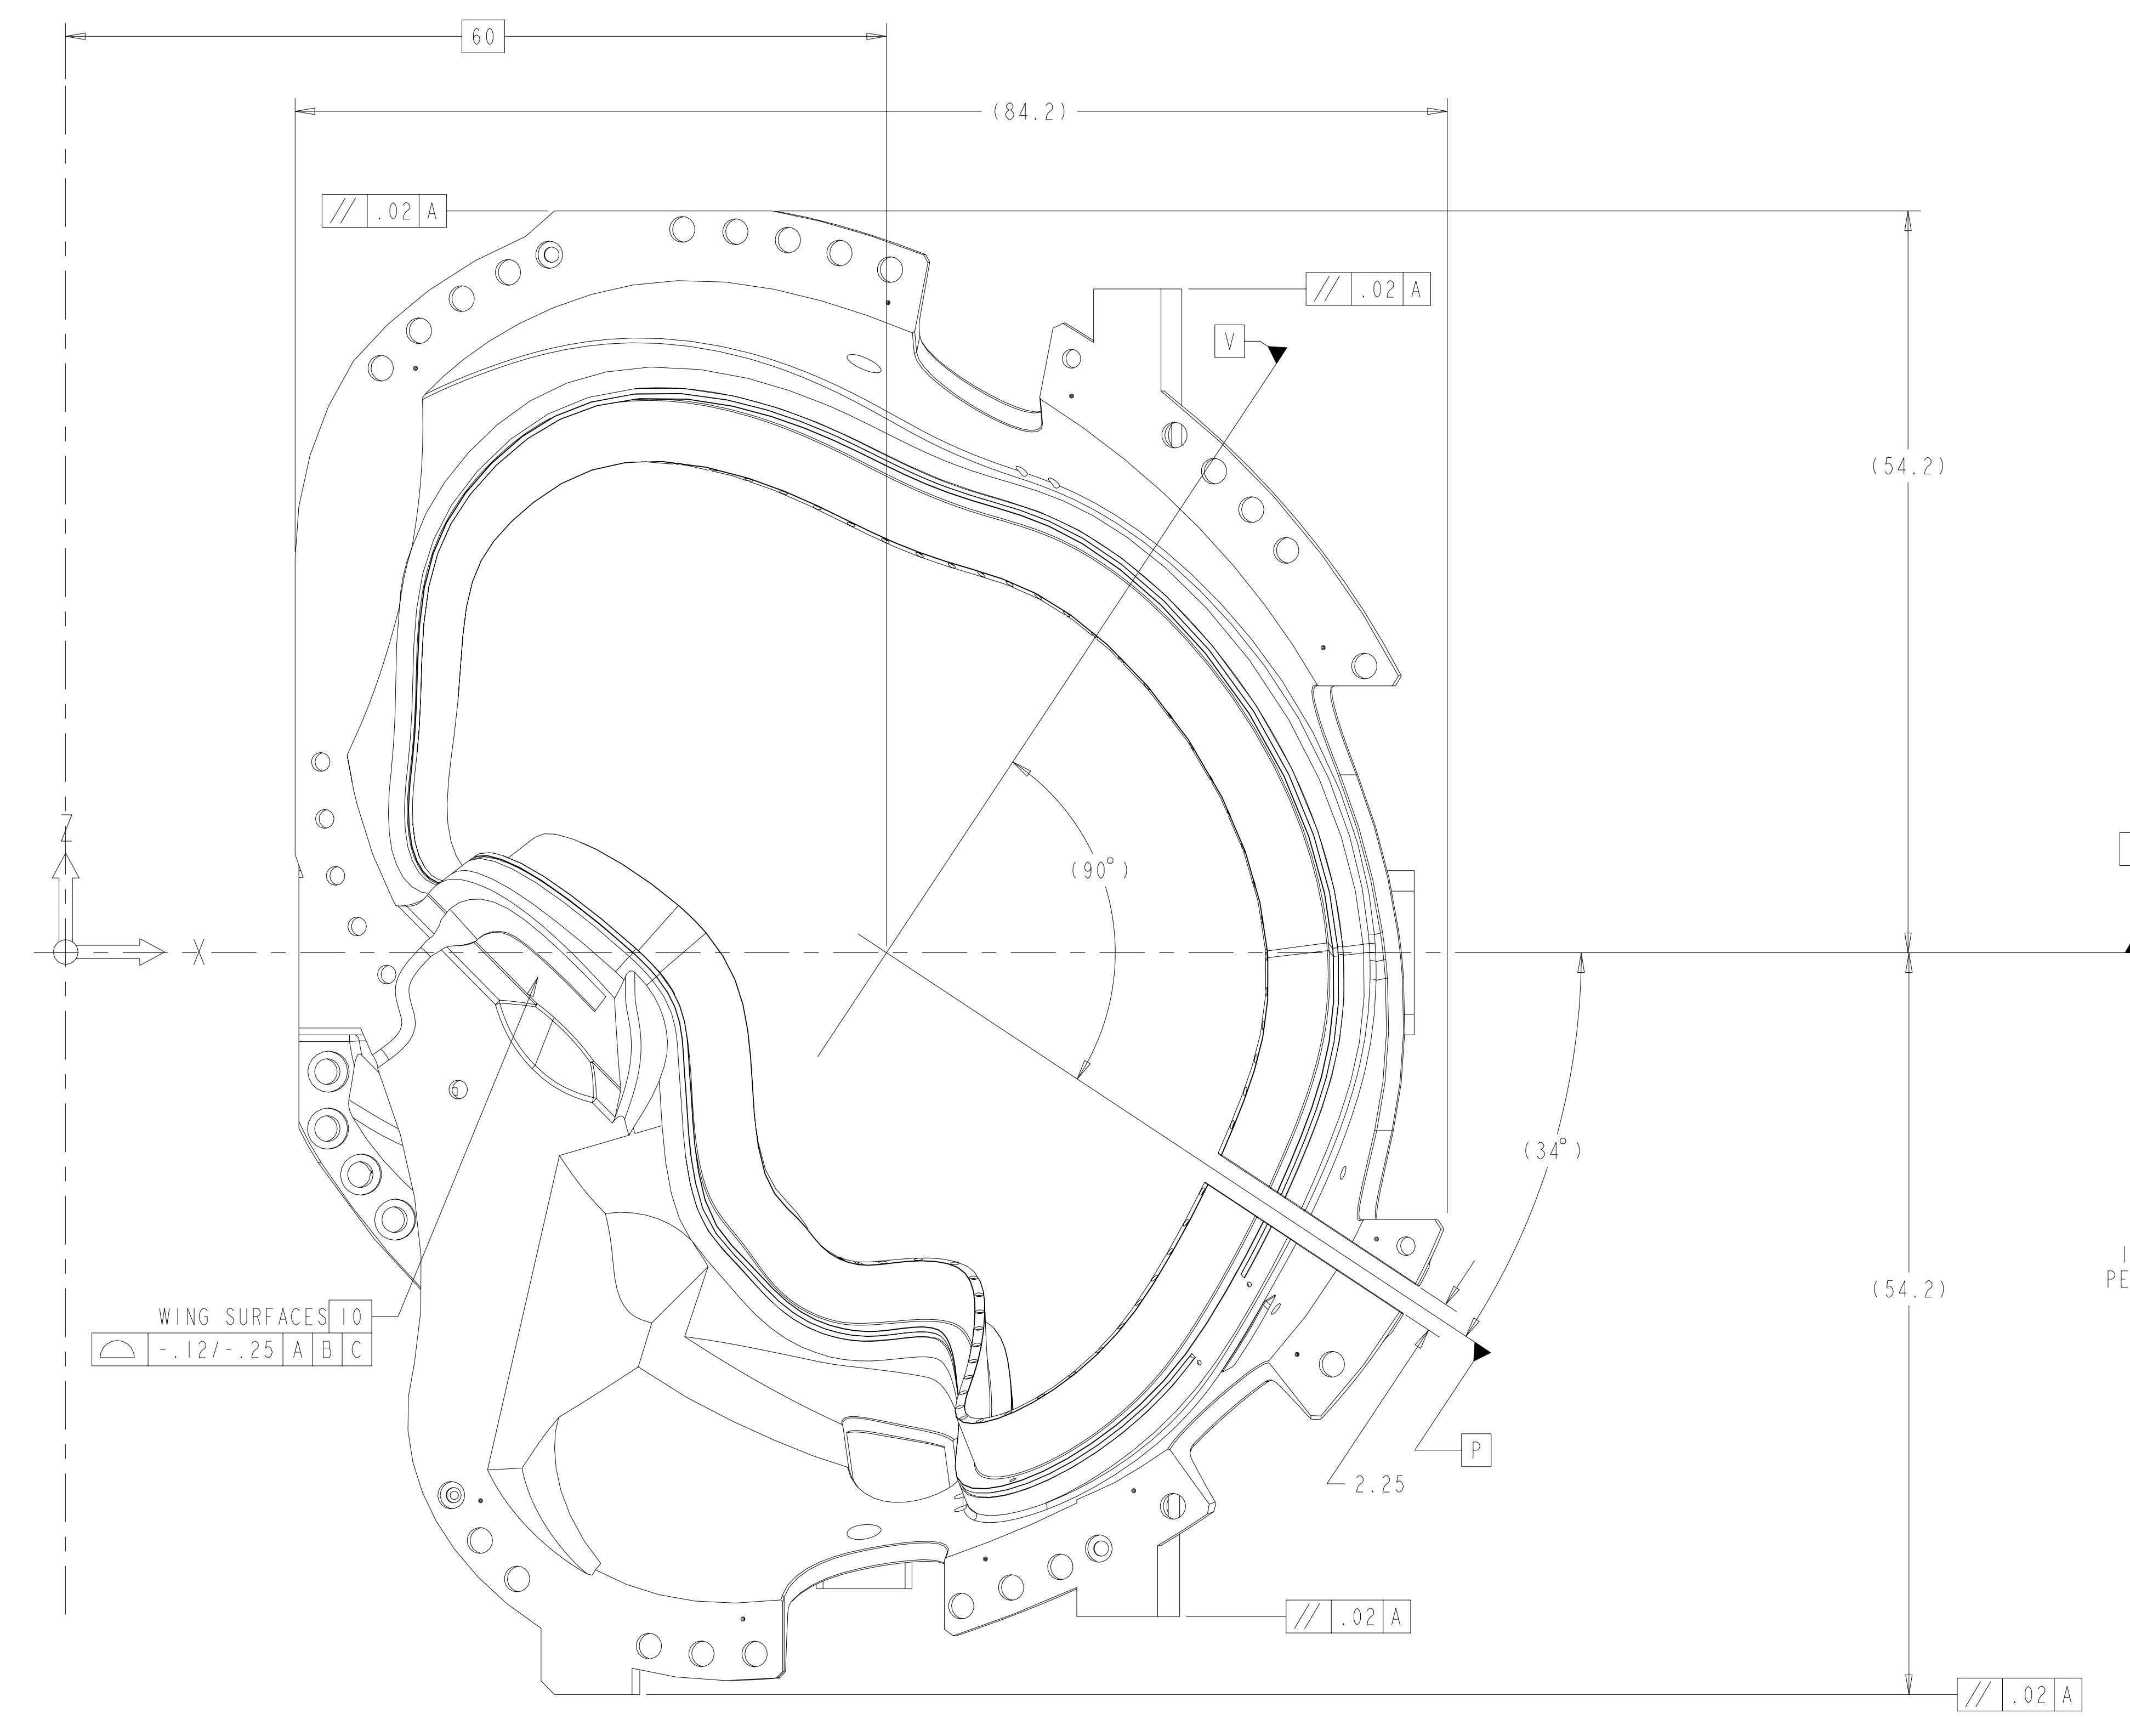 60
(84.2)
.02 A
.02 A
V
(54.2)
Z
(90°)
X
(34°)
PE
WING SURFACES 10
-.12/-.25 A B C
(54.2)
P
2.25
.02 A
.02 A